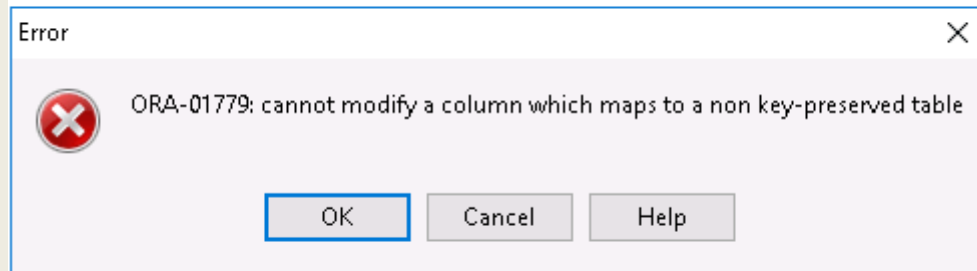 Error
ORA-01779: cannot modify a column which maps to a non key-preserved table
OK Cancel Help